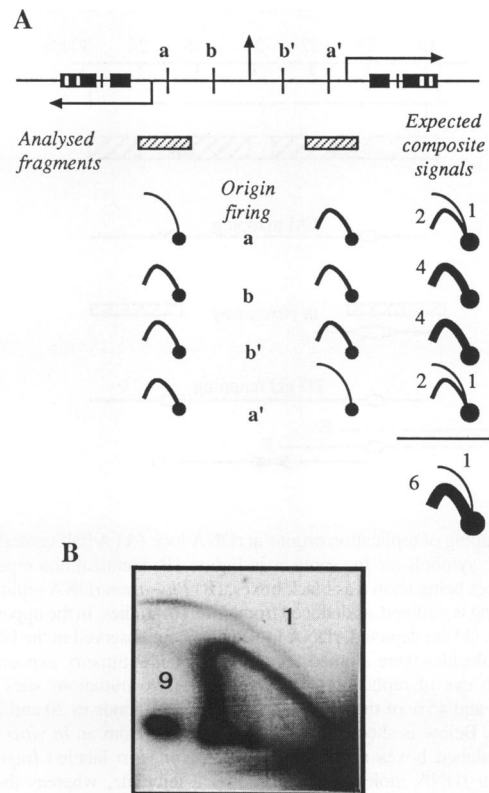 A
a b b' a'
Analysed fragments
Expected composite signals
Origin firing
a
2 1
b
4
b'
4
a'
2 1
6 1
B
1
9